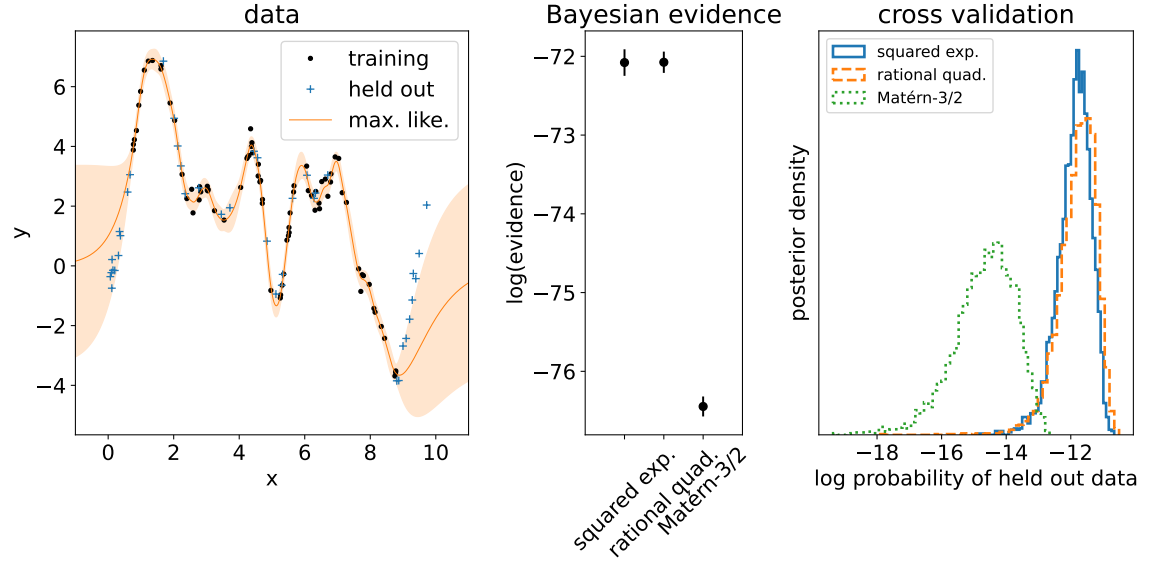 data
training
held out
max. like.
6
4
2
0
−2
−4
y
0
2
4
6
8
10
x
Bayesian evidence
−72
−73
−74
−75
−76
log(evidence)
squared exp.
rational quad.
Matérn-3/2
cross validation
squared exp.
rational quad.
Matérn-3/2
posterior density
−18
−16
−14
−12
log probability of held out data